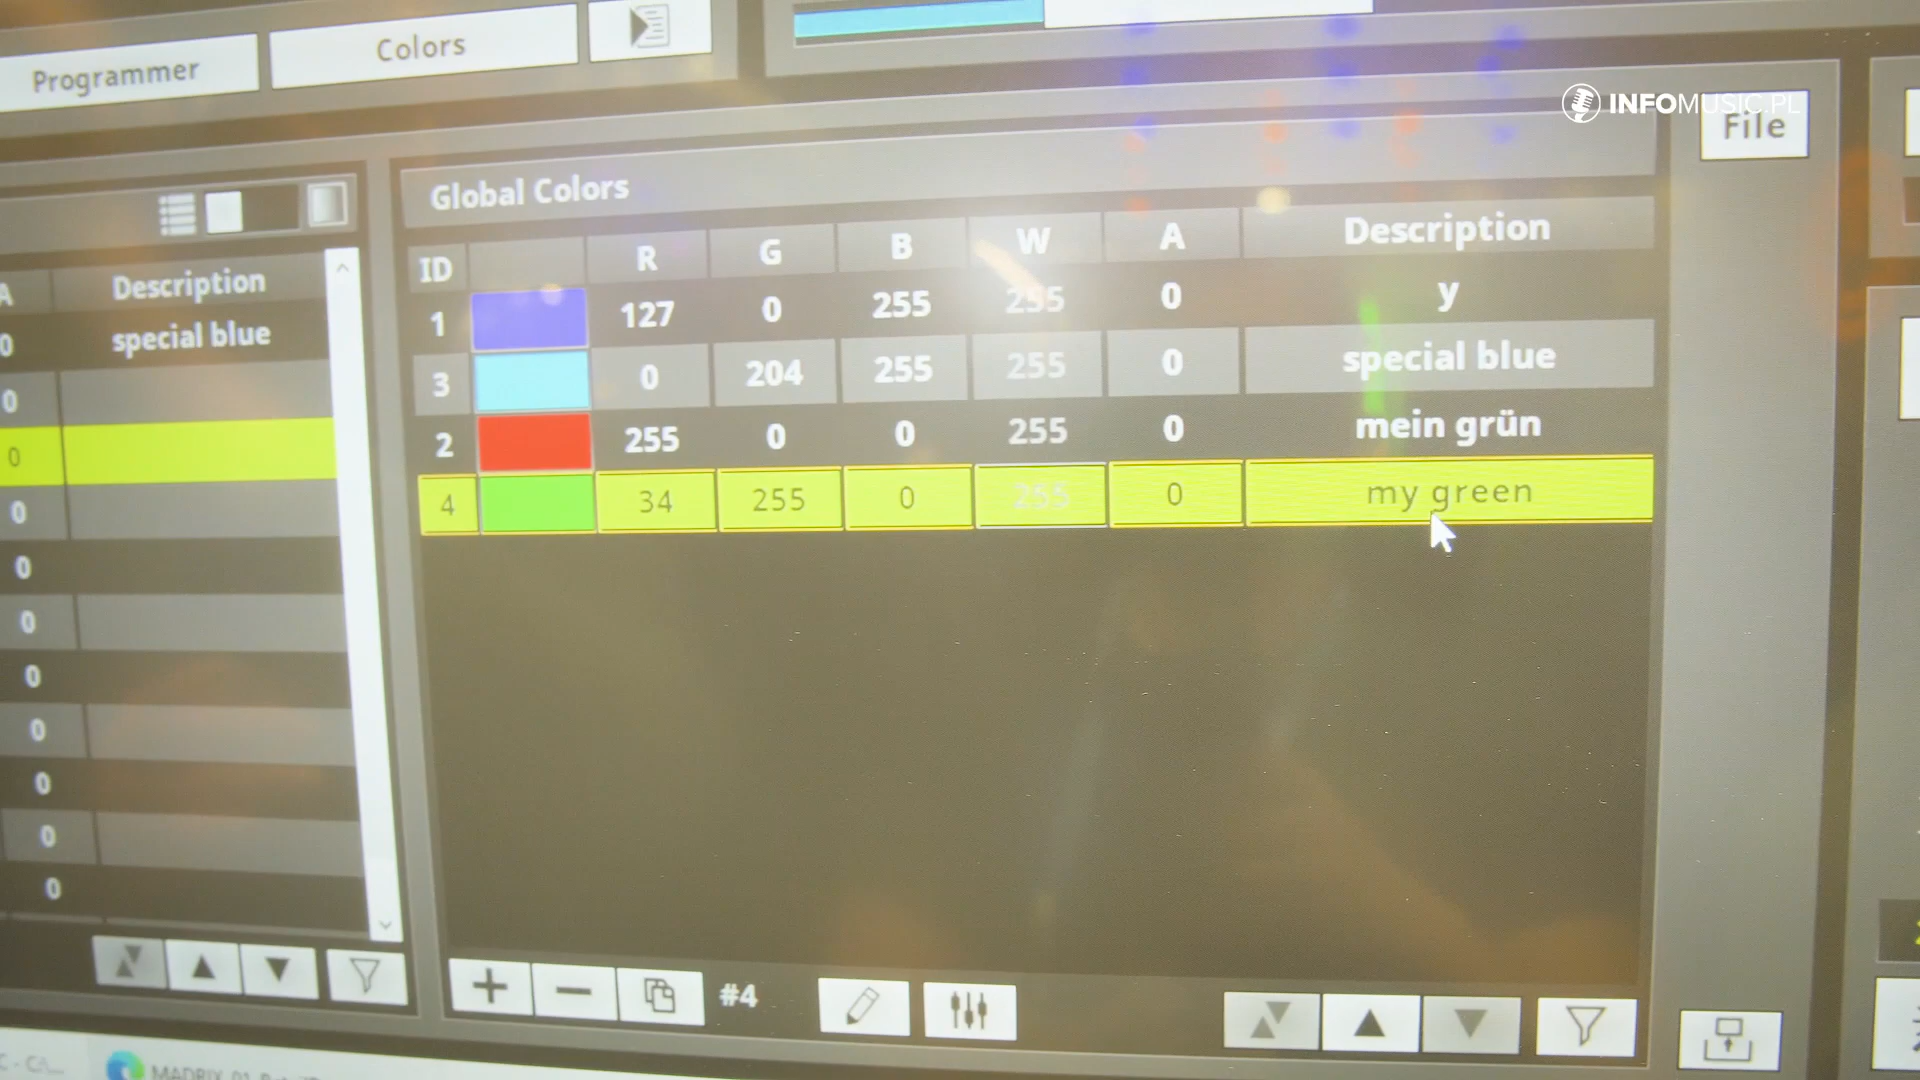 Programmer
Colors
INFOMUSIC.PL
File
Global Colors
ID R G B W A Description
1 127 0 255 255 0 y
3 0 204 255 255 0 special blue
2 255 0 0 255 0 mein grün
4 34 255 0 255 0 my green
A Description
0 special blue
0
0
0
0
0
0
0
0
0
0
#4